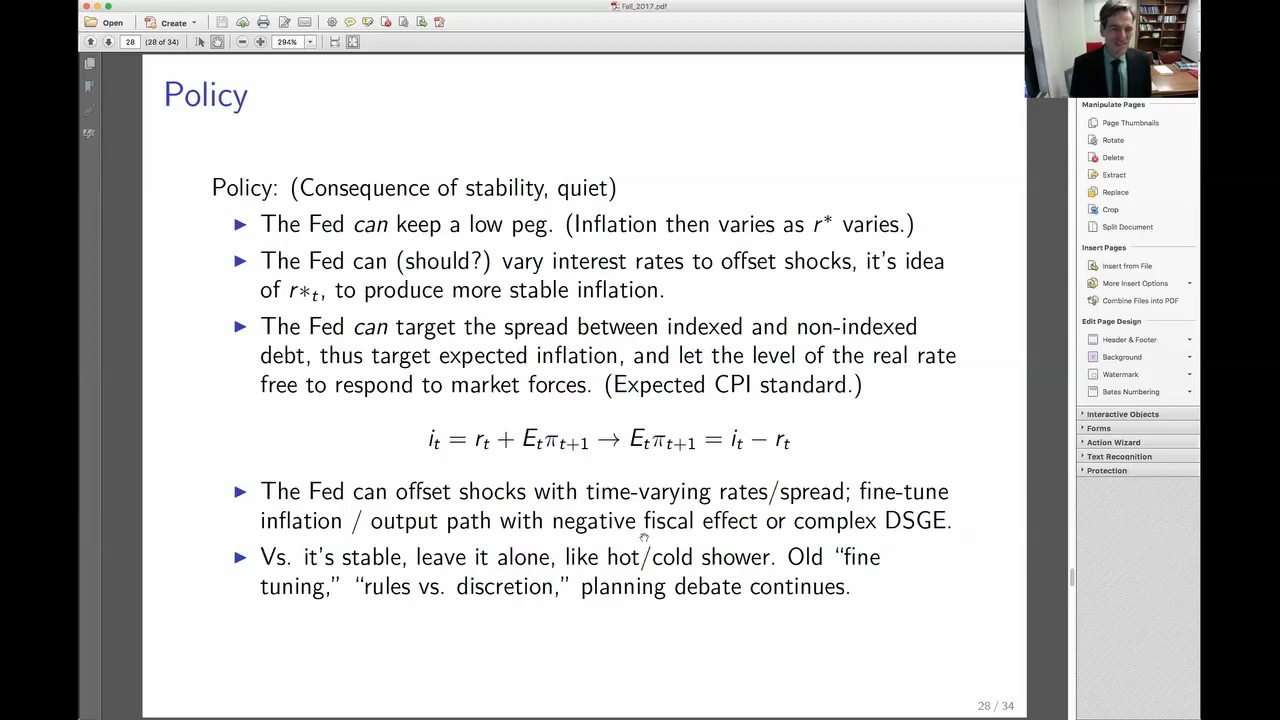 Fall_2017.pdf
Open
Create
28
(28 of 34)
294%
Policy
Policy: (Consequence of stability, quiet)
▶ The Fed can keep a low peg. (Inflation then varies as r* varies.)
▶ The Fed can (should?) vary interest rates to offset shocks, it's idea
of r∗t, to produce more stable inflation.
▶ The Fed can target the spread between indexed and non-indexed
debt, thus target expected inflation, and let the level of the real rate
free to respond to market forces. (Expected CPI standard.)
it = rt + Etπt+1 → Etπt+1 = it − rt
▶ The Fed can offset shocks with time-varying rates/spread; fine-tune
inflation / output path with negative fiscal effect or complex DSGE.
▶ Vs. it's stable, leave it alone, like hot/cold shower. Old “fine
tuning,” “rules vs. discretion,” planning debate continues.
28 / 34
Manipulate Pages
Page Thumbnails
Rotate
Delete
Extract
Replace
Crop
Split Document
Insert Pages
Insert from File
More Insert Options
Combine Files into PDF
Edit Page Design
Header & Footer
Background
Watermark
Bates Numbering
Interactive Objects
Forms
Action Wizard
Text Recognition
Protection